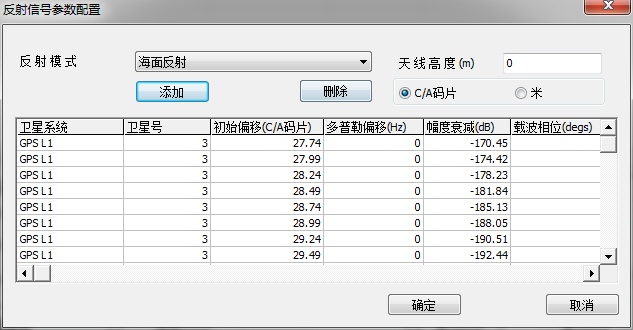 反射信号参数配置
反射模式 海面反射 天线高度(m) 0
添加 删除 C/A码片 米
卫星系统 卫星号 初始偏移(C/A码片) 多普勒偏移(Hz) 幅度衰减(dB) 载波相位(degs)
GPS L1 3 27.74 0 -170.45
GPS L1 3 27.99 0 -174.42
GPS L1 3 28.24 0 -178.23
GPS L1 3 28.49 0 -181.84
GPS L1 3 28.74 0 -185.13
GPS L1 3 28.99 0 -188.05
GPS L1 3 29.24 0 -190.51
GPS L1 3 29.49 0 -192.44
确定 取消